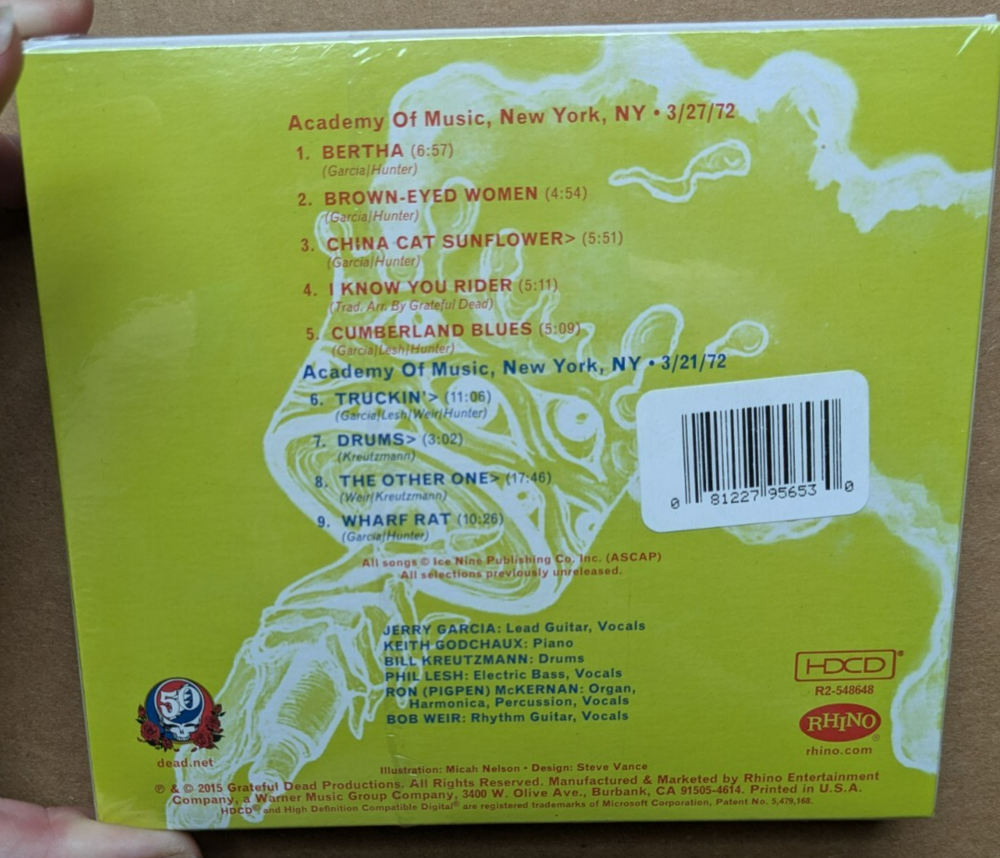 Academy Of Music, New York, NY • 3/27/72
1. BERTHA (6:57)
(Garcia/Hunter)
2. BROWN-EYED WOMEN (4:54)
(Garcia/Hunter)
3. CHINA CAT SUNFLOWER> (5:51)
(Garcia/Hunter)
4. I KNOW YOU RIDER (5:11)
(Trad. Arr. By Grateful Dead)
5. CUMBERLAND BLUES (5:09)
(Garcia/Lesh/Hunter)
Academy Of Music, New York, NY • 3/21/72
6. TRUCKIN'> (11:06)
(Garcia/Lesh/Weir/Hunter)
7. DRUMS> (3:02)
(Kreutzmann)
8. THE OTHER ONE> (17:46)
(Weir/Kreutzmann)
9. WHARF RAT (10:26)
(Garcia/Hunter)
0 81227 95653 0
All songs © Ice Nine Publishing Co. Inc. (ASCAP)
All selections previously unreleased.
JERRY GARCIA: Lead Guitar, Vocals
KEITH GODCHAUX: Piano
BILL KREUTZMANN: Drums
PHIL LESH: Electric Bass, Vocals
RON (PIGPEN) McKERNAN: Organ,
Harmonica, Percussion, Vocals
BOB WEIR: Rhythm Guitar, Vocals
HDCD®
R2-548648
RHINO®
rhino.com
50
dead.net
Illustration: Micah Nelson • Design: Steve Vance
℗ & © 2015 Grateful Dead Productions. All Rights Reserved. Manufactured & Marketed by Rhino Entertainment
Company, a Warner Music Group Company, 3400 W. Olive Ave., Burbank, CA 91505-4614. Printed in U.S.A.
HDCD® and High Definition Compatible Digital® are registered trademarks of Microsoft Corporation, Patent No. 5,479,168.